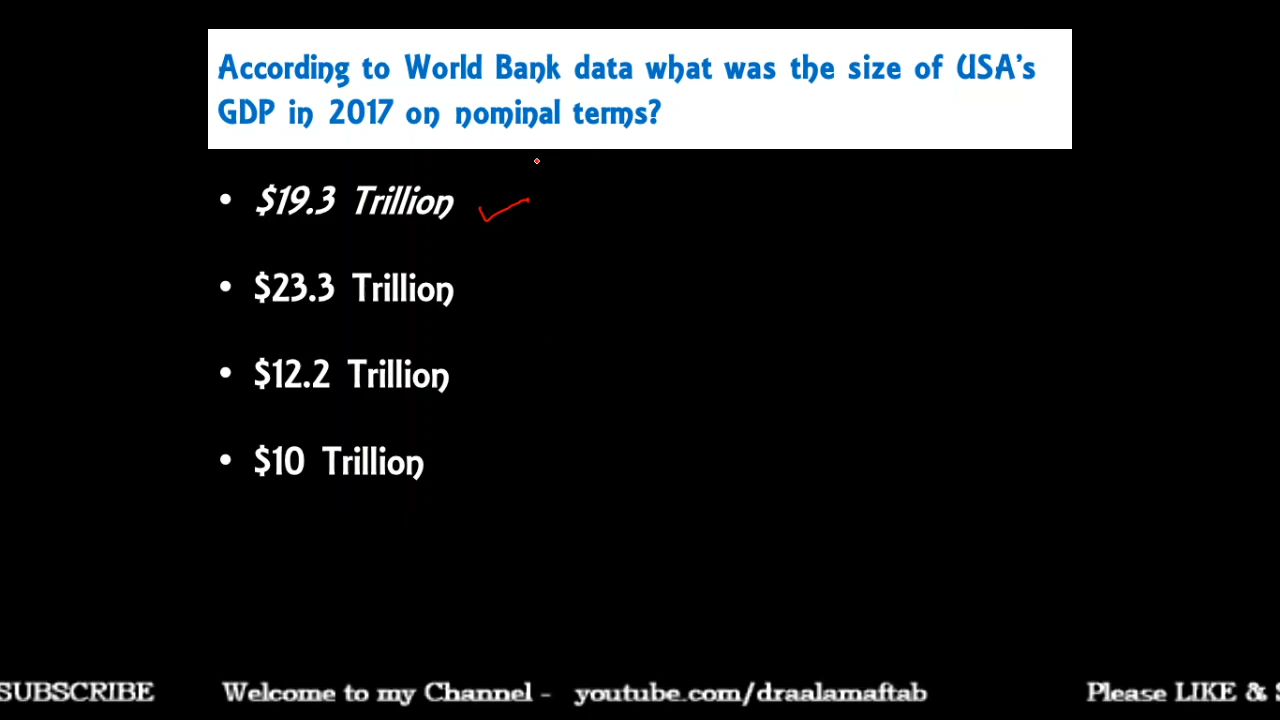 According to World Bank data what was the size of USA's
GDP in 2017 on nominal terms?
• $19.3 Trillion
• $23.3 Trillion
• $12.2 Trillion
• $10 Trillion
SUBSCRIBE Welcome to my Channel - youtube.com/draalamaftab Please LIKE &